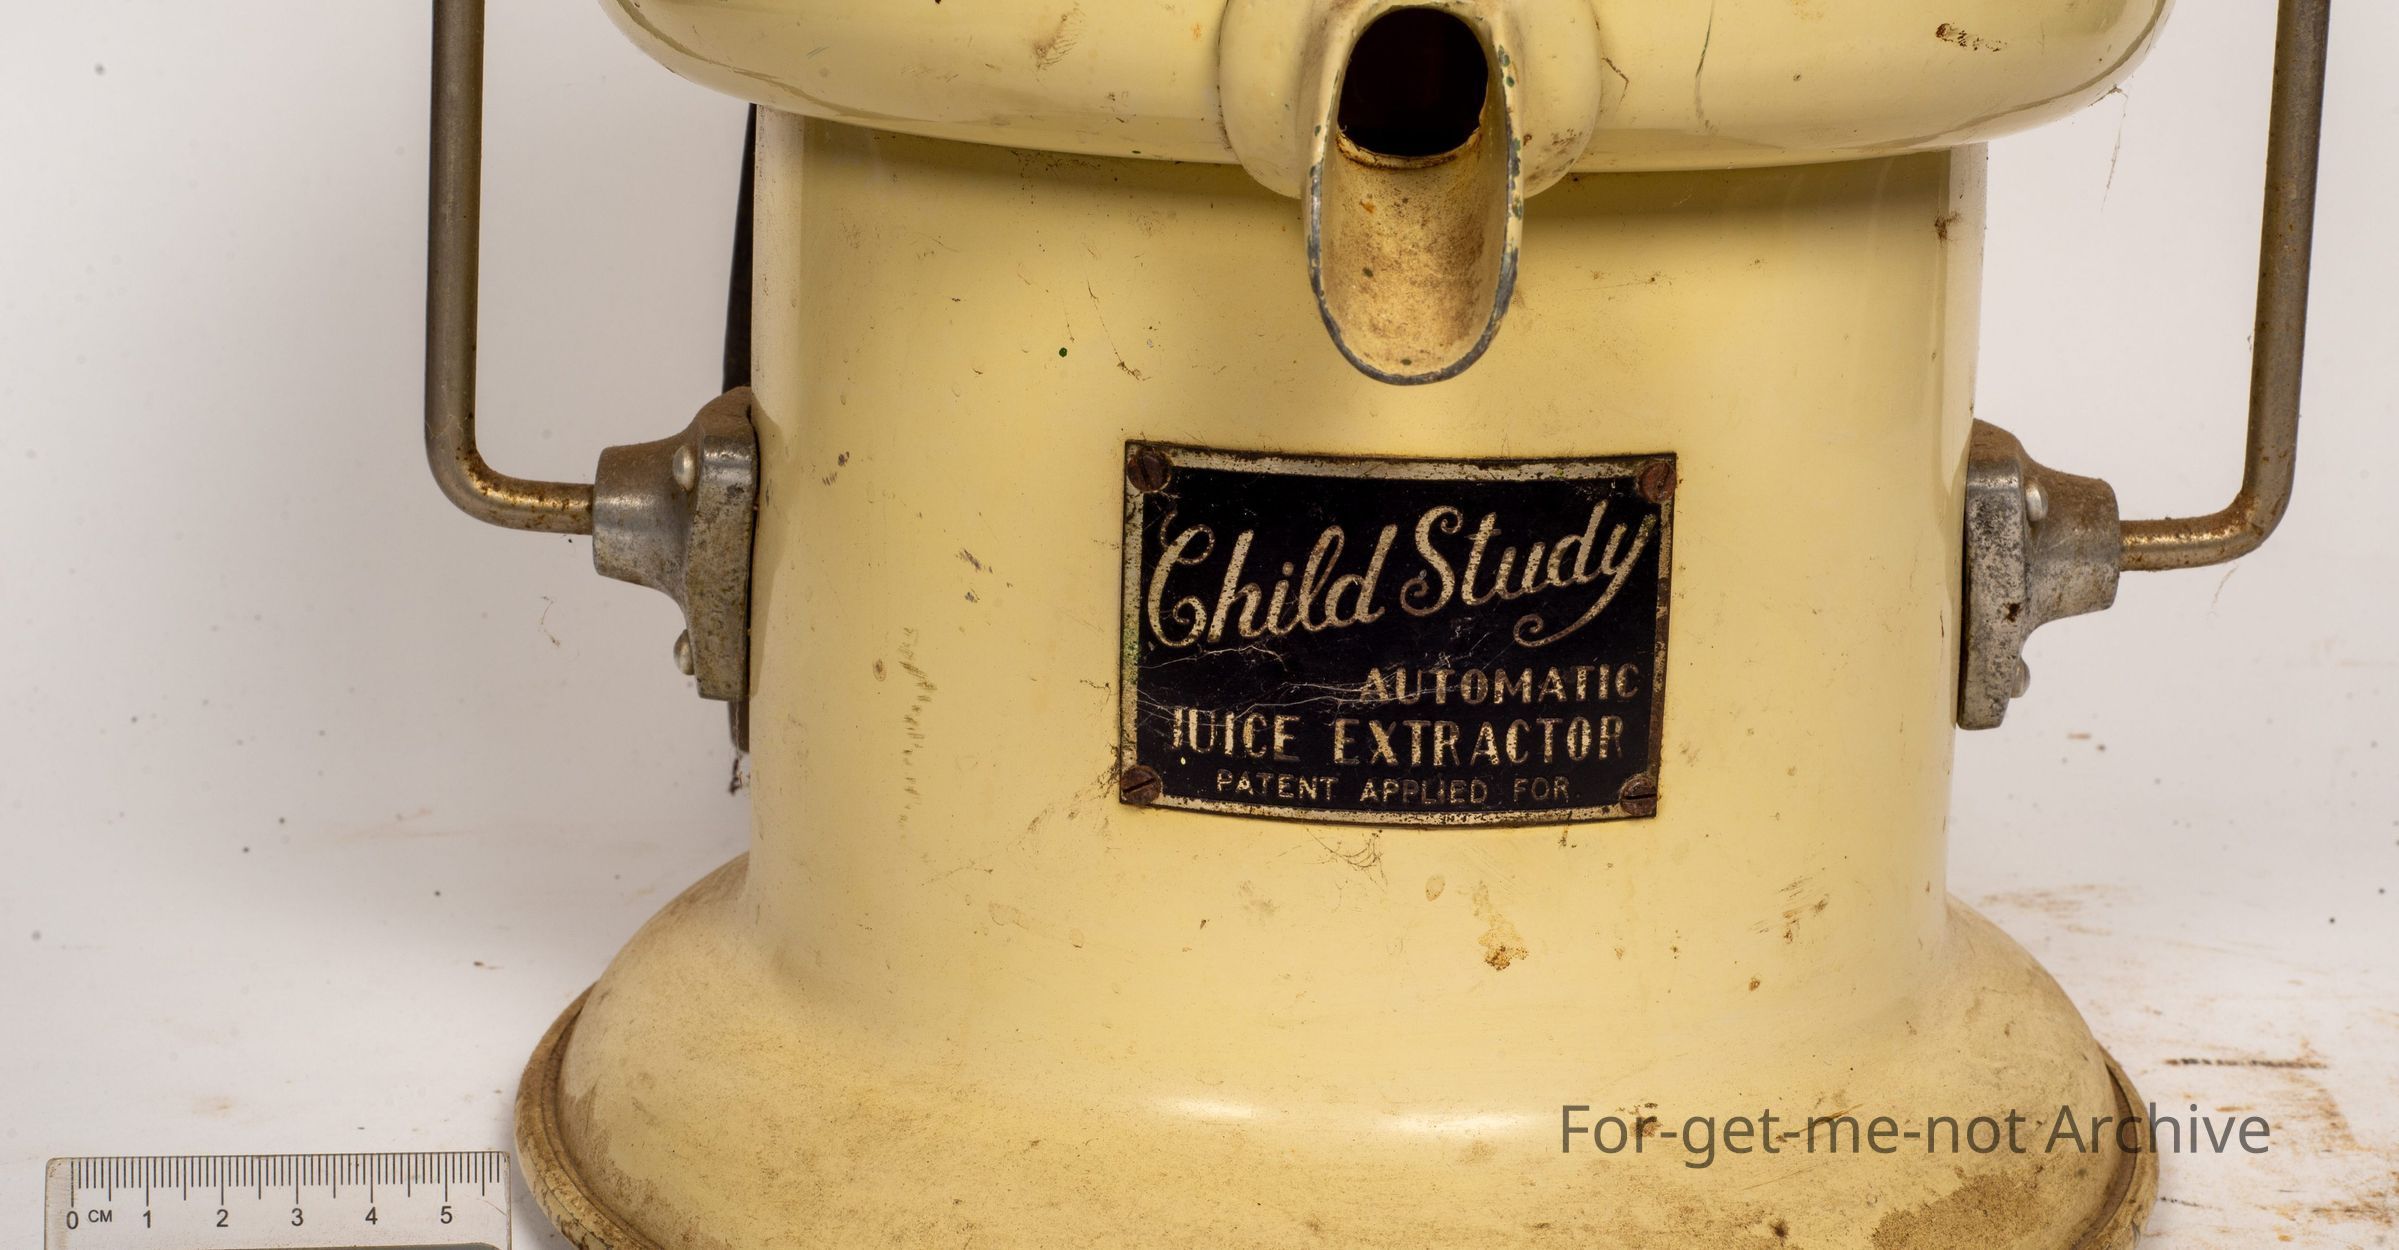 Child Study
AUTOMATIC
JUICE EXTRACTOR
PATENT APPLIED FOR
For-get-me-not Archive
0 CM 1 2 3 4 5